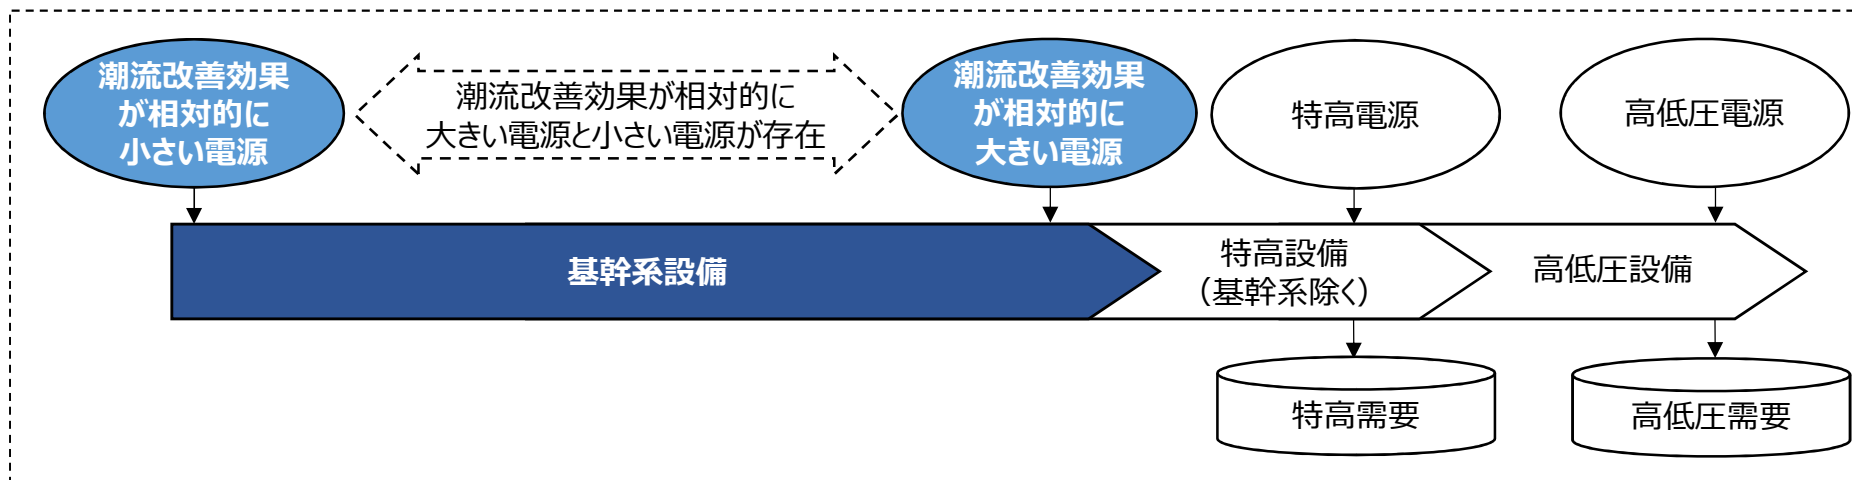 潮流改善効果
が相対的に
小さい電源
潮流改善効果が相対的に
大きい電源と小さい電源が存在
潮流改善効果
が相対的に
大きい電源
特高電源
高低圧電源
基幹系設備
特高設備
（基幹系除く）
高低圧設備
特高需要
高低圧需要